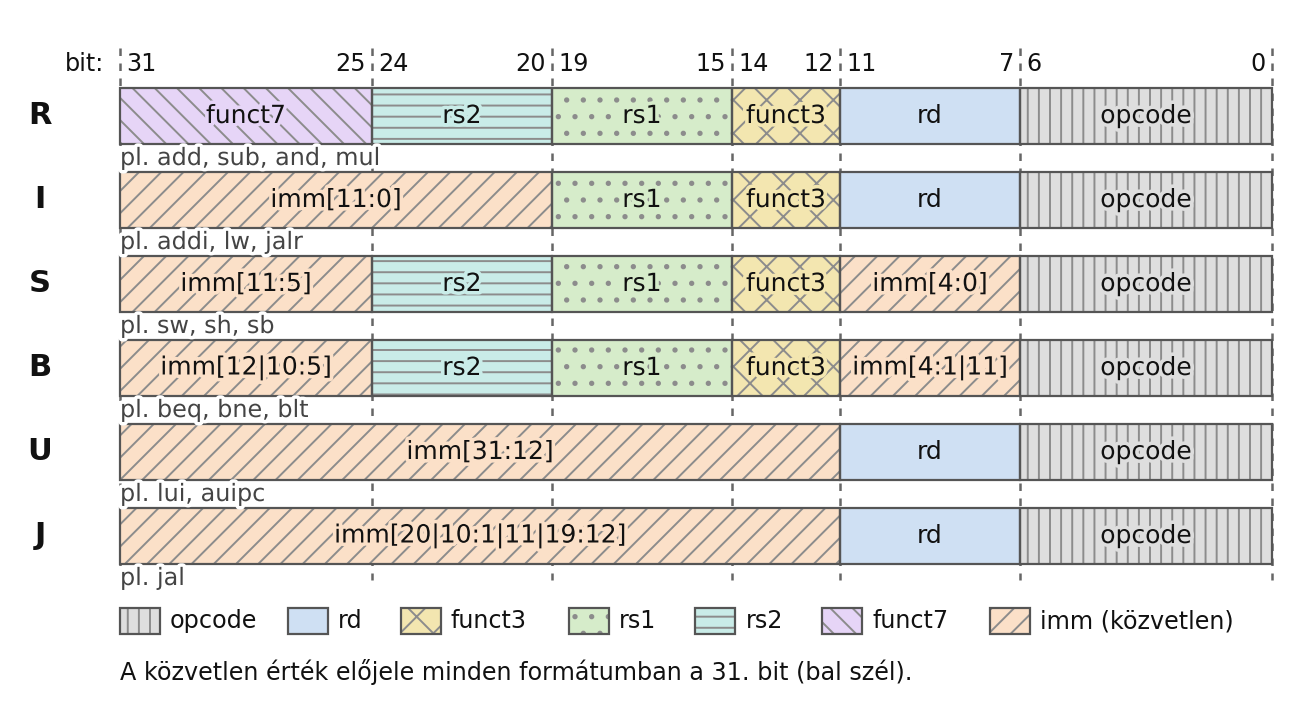 bit: 31 25 24 20 19 15 14 12 11 7 6 0
R funct7 rs2 rs1 funct3 rd opcode
pl. add, sub, and, mul
I imm[11:0] rs1 funct3 rd opcode
pl. addi, lw, jalr
S imm[11:5] rs2 rs1 funct3 imm[4:0] opcode
pl. sw, sh, sb
B imm[12|10:5] rs2 rs1 funct3 imm[4:1|11] opcode
pl. beq, bne, blt
U imm[31:12] rd opcode
pl. lui, auipc
J imm[20|10:1|11|19:12] rd opcode
pl. jal
opcode rd funct3 rs1 rs2 funct7 imm (közvetlen)
A közvetlen érték előjele minden formátumban a 31. bit (bal szél).